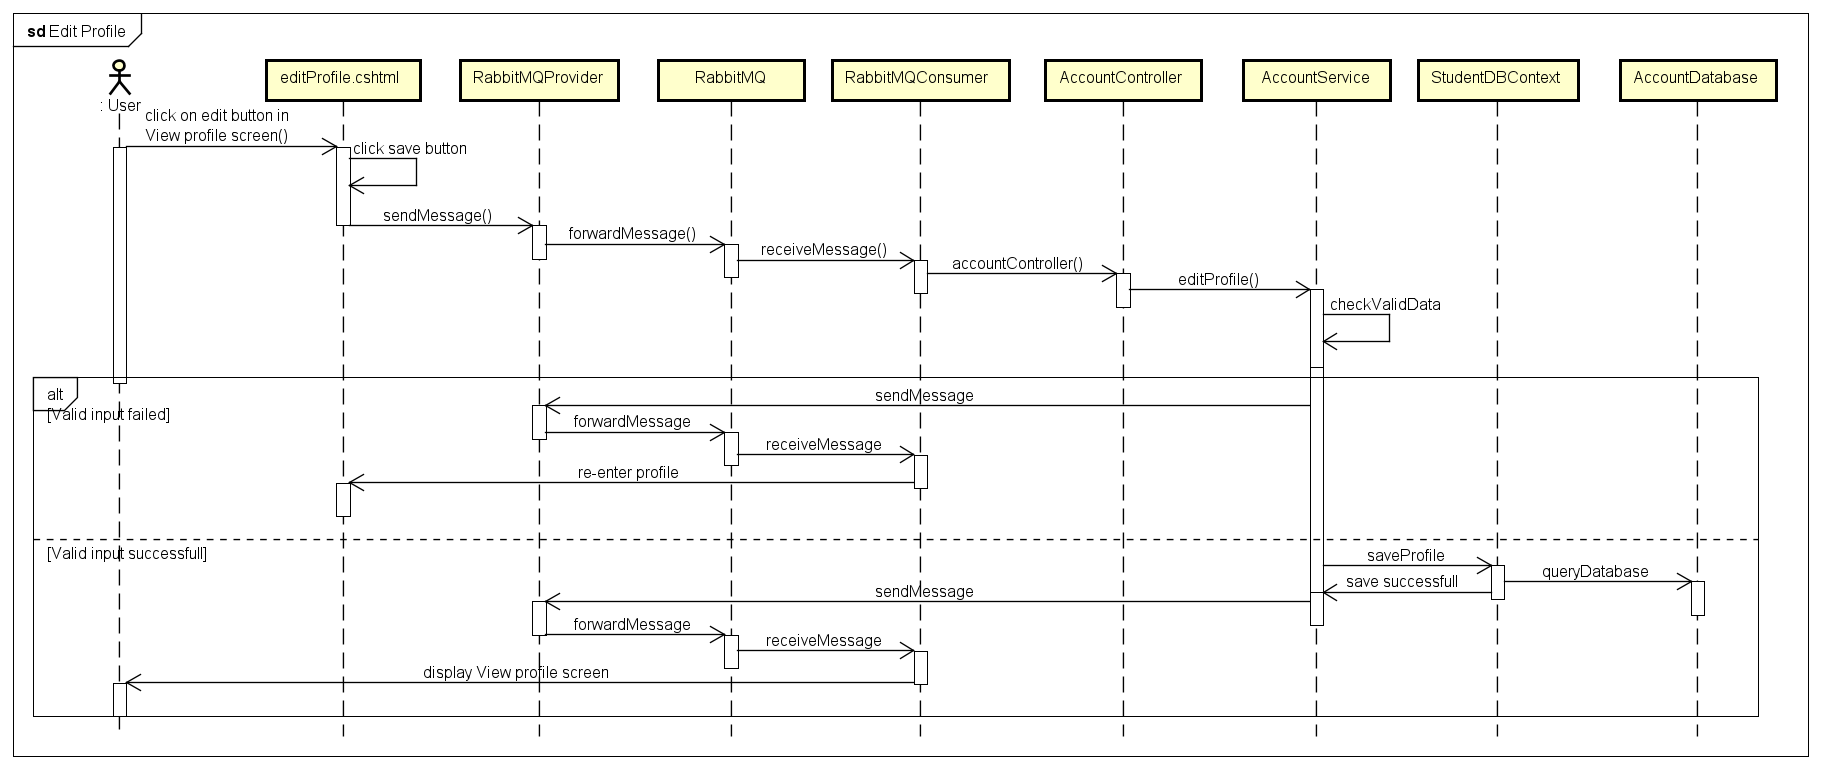 sd Edit Profile
: User
editProfile.cshtml
RabbitMQProvider
RabbitMQ
RabbitMQConsumer
AccountController
AccountService
StudentDBContext
AccountDatabase
click on edit button in
View profile screen()
click save button
sendMessage()
forwardMessage()
receiveMessage()
accountController()
editProfile()
checkValidData
alt
[Valid input failed]
sendMessage
forwardMessage
receiveMessage
re-enter profile
[Valid input successfull]
saveProfile
queryDatabase
save successfull
sendMessage
forwardMessage
receiveMessage
display View profile screen